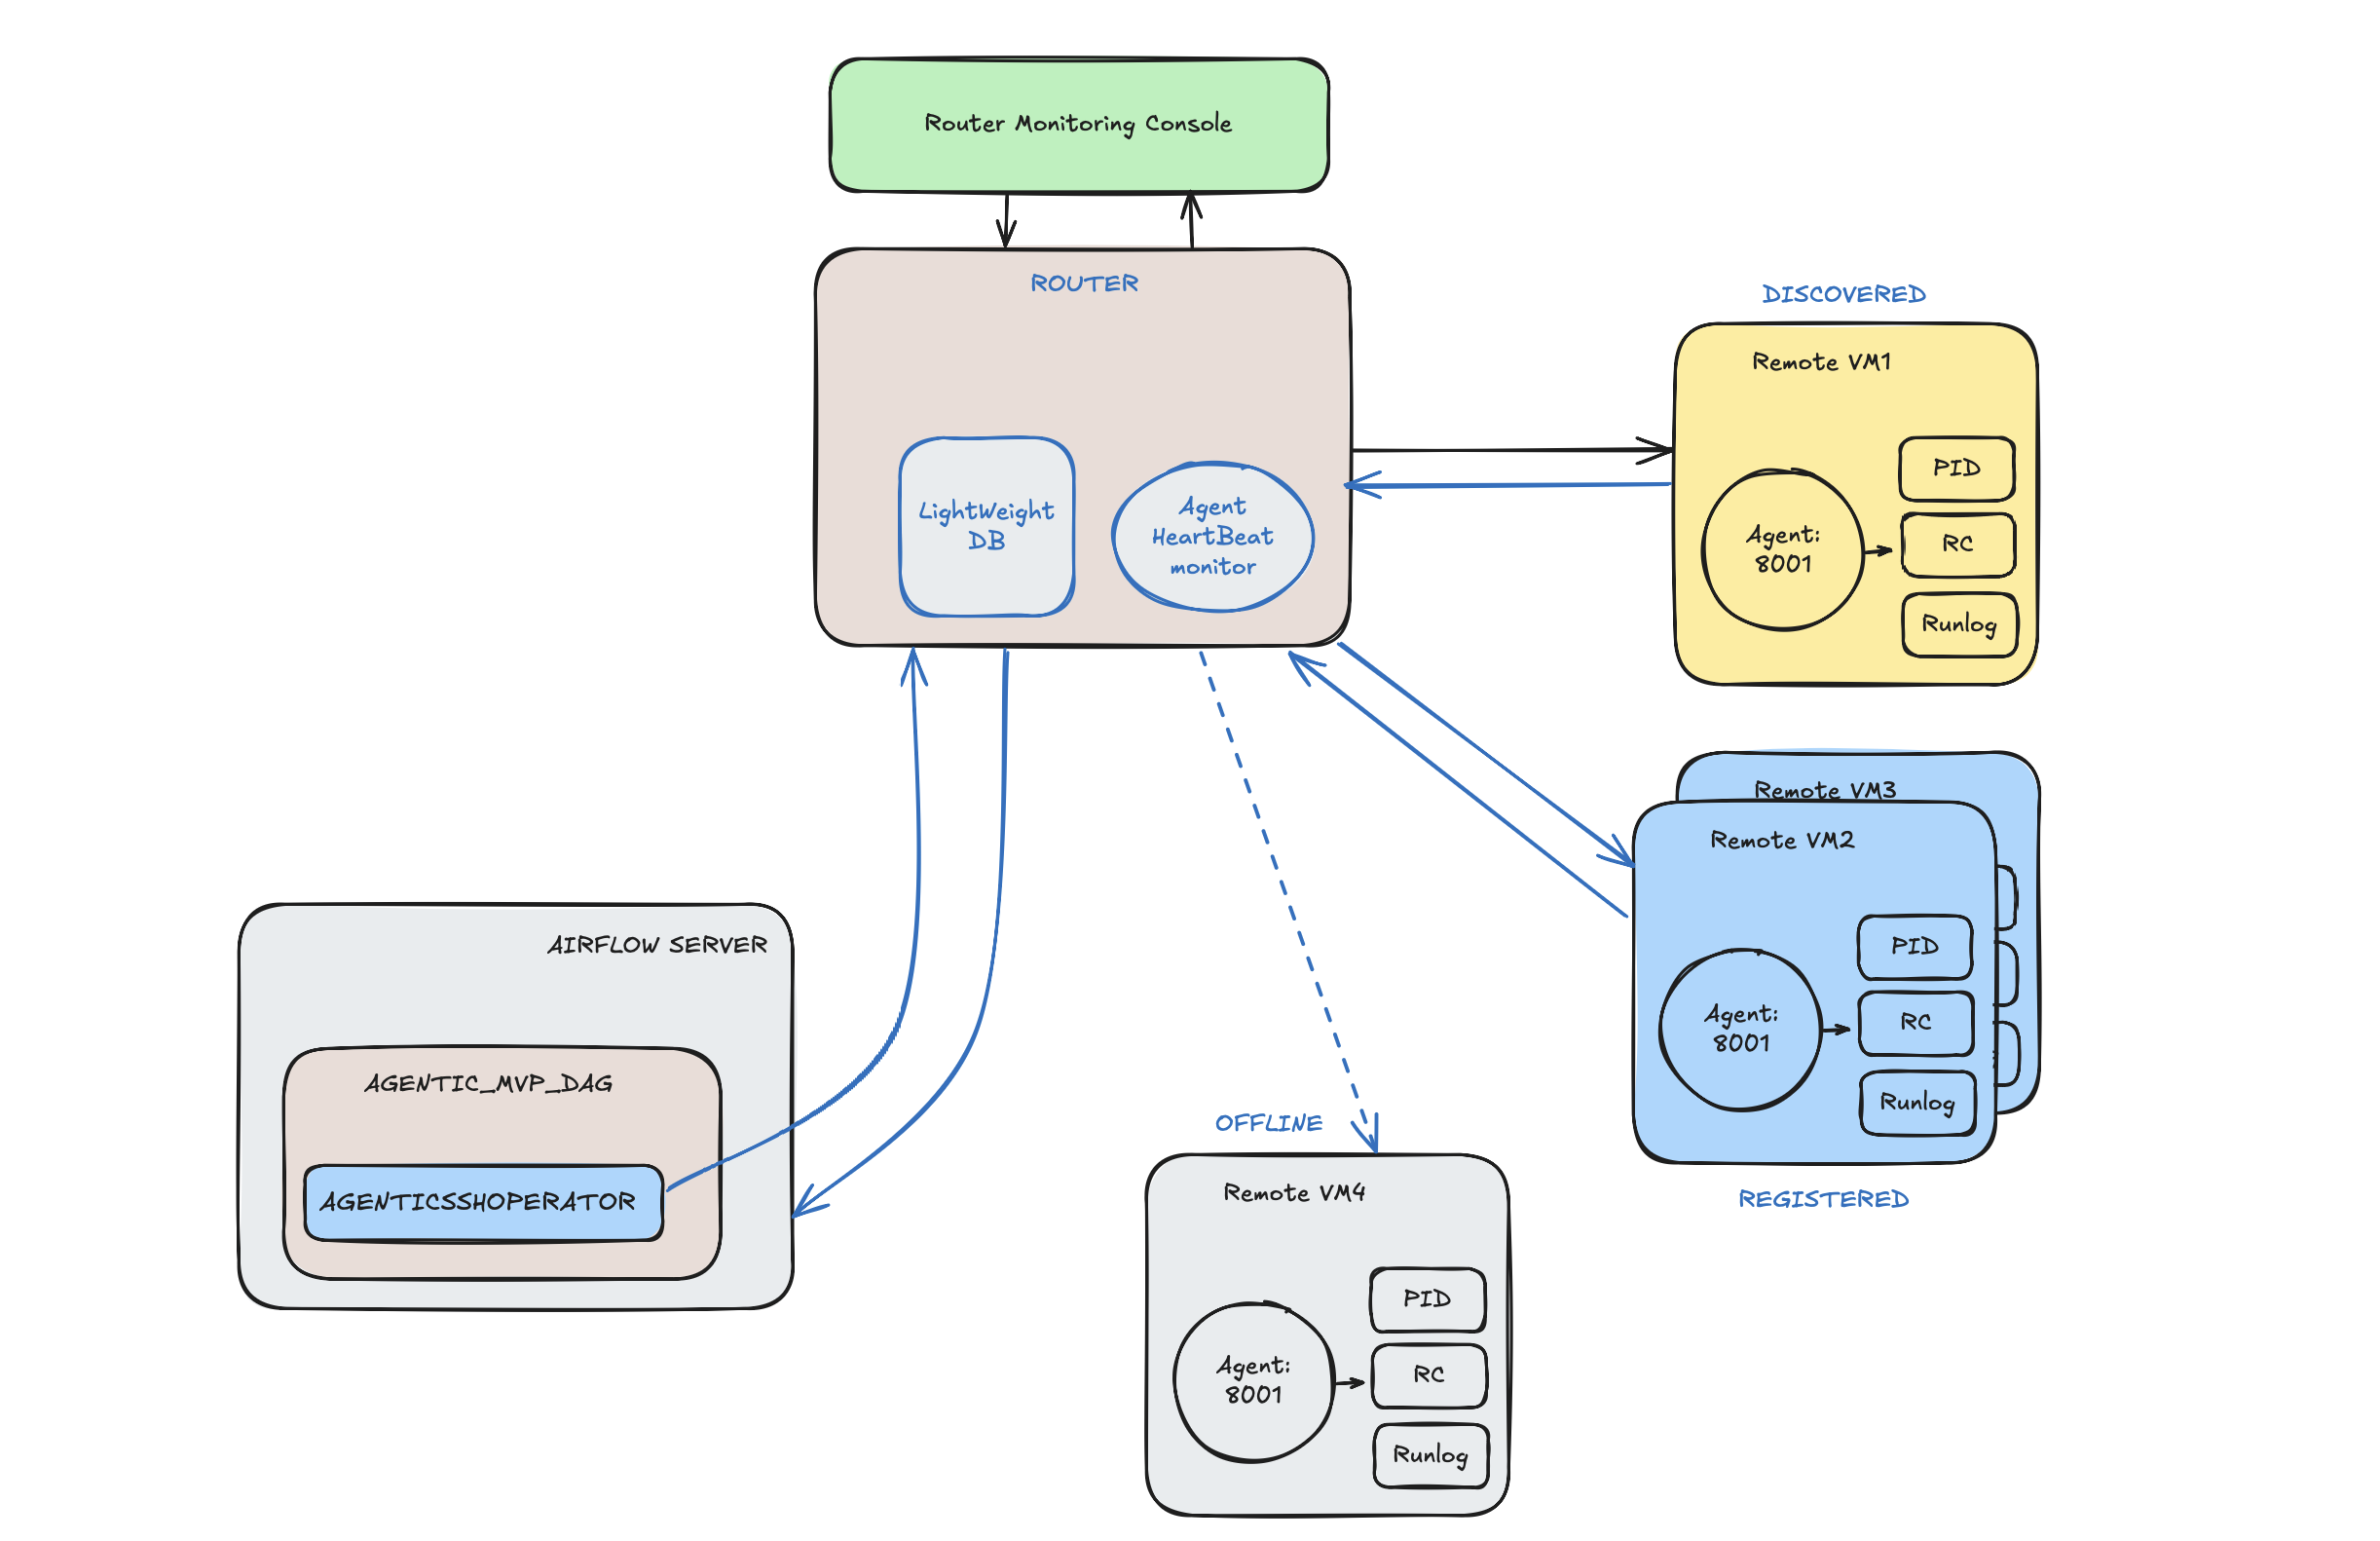 Router Monitoring Console
ROUTER
LightWeight
DB
Agent
HeartBeat
monitor
DISCOVERED
Remote VM1
Agent:
8001
PID
RC
Runlog
Remote VM3
Remote VM2
Agent:
8001
PID
RC
Runlog
REGISTERED
AIRFLOW SERVER
AGENTIC_MVP_DAG
AGENTICSSHOPERATOR
OFFLINE
Remote VM4
Agent:
8001
PID
RC
Runlog